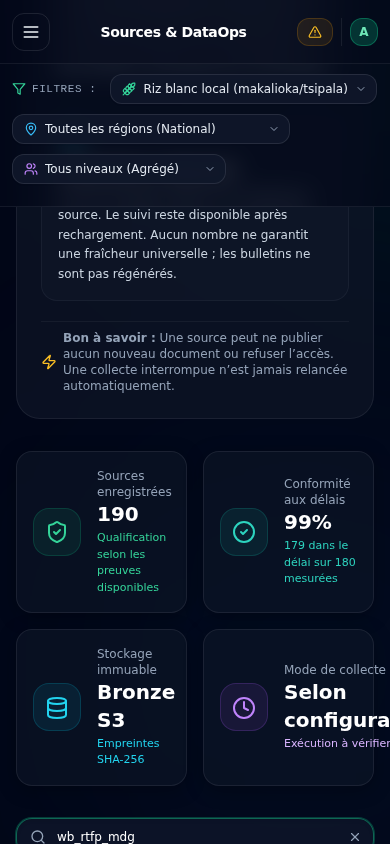 Sources & DataOps
A
FILTRES :
Riz blanc local (makalioka/tsipala)
Toutes les régions (National)
Tous niveaux (Agrégé)
source. Le suivi reste disponible après
rechargement. Aucun nombre ne garantit
une fraîcheur universelle ; les bulletins ne
sont pas régénérés.
Bon à savoir : Une source peut ne publier
aucun nouveau document ou refuser l’accès.
Une collecte interrompue n’est jamais relancée
automatiquement.
Sources
enregistrées
190
Qualification
selon les
preuves
disponibles
Conformité
aux délais
99%
179 dans le
délai sur 180
mesurées
Stockage
immuable
Bronze
S3
Empreintes
SHA-256
Mode de collecte
Selon
configura
Exécution à vérifier
wb_rtfp_mdg